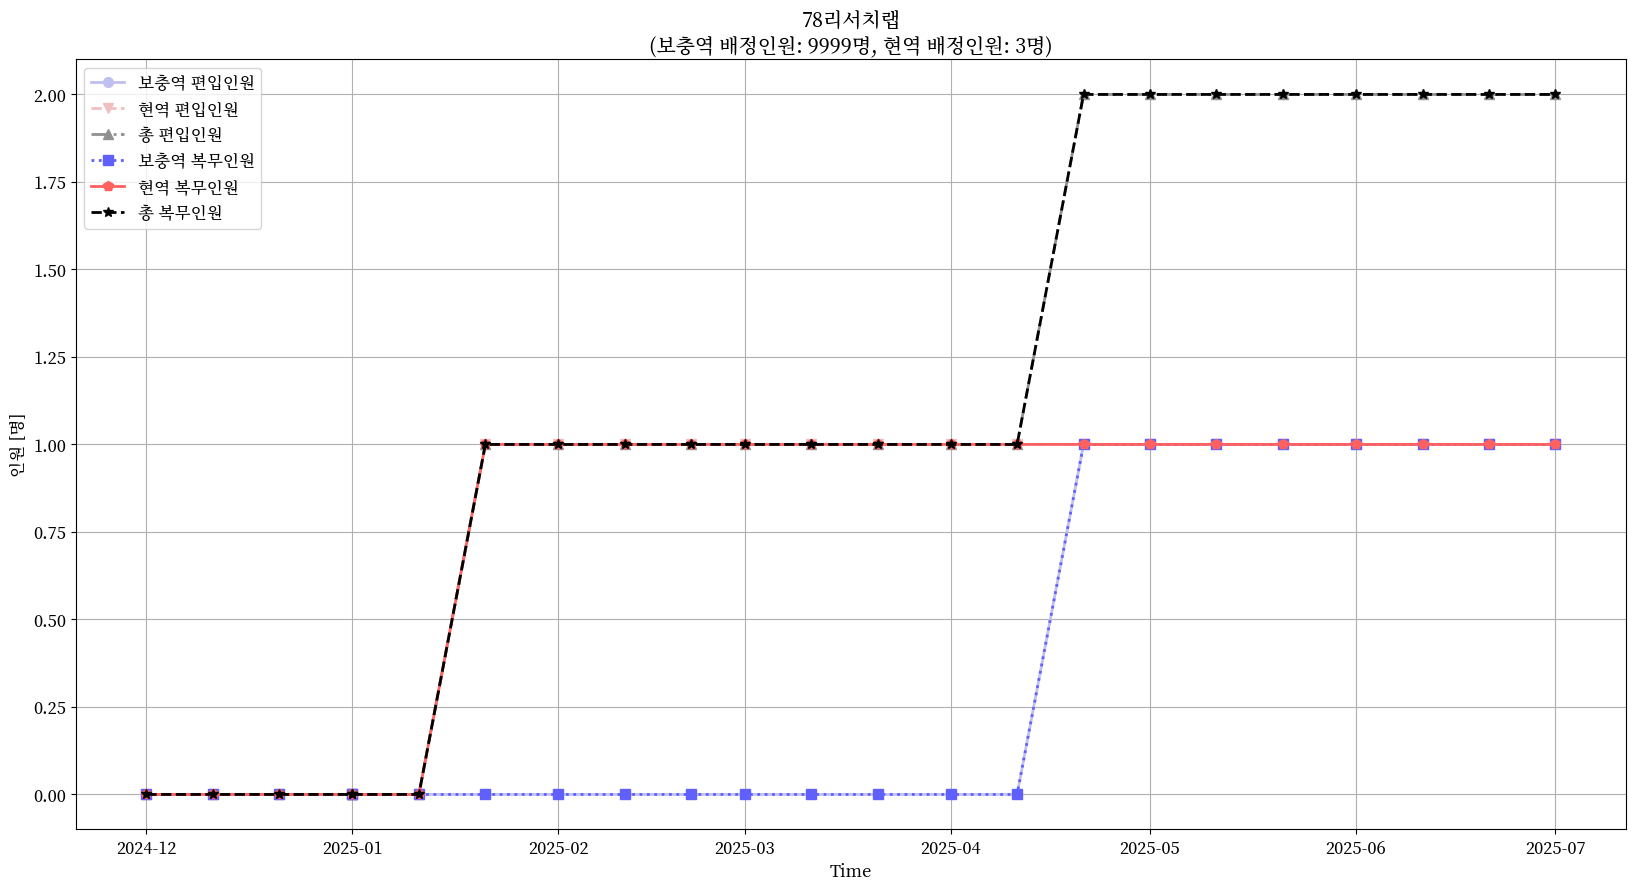 78리서치랩
(보충역 배정인원: 9999명, 현역 배정인원: 3명)
보충역 편입인원
현역 편입인원
총 편입인원
보충역 복무인원
현역 복무인원
총 복무인원
인원 [명]
2.00
1.75
1.50
1.25
1.00
0.75
0.50
0.25
0.00
2024-12
2025-01
2025-02
2025-03
2025-04
2025-05
2025-06
2025-07
Time